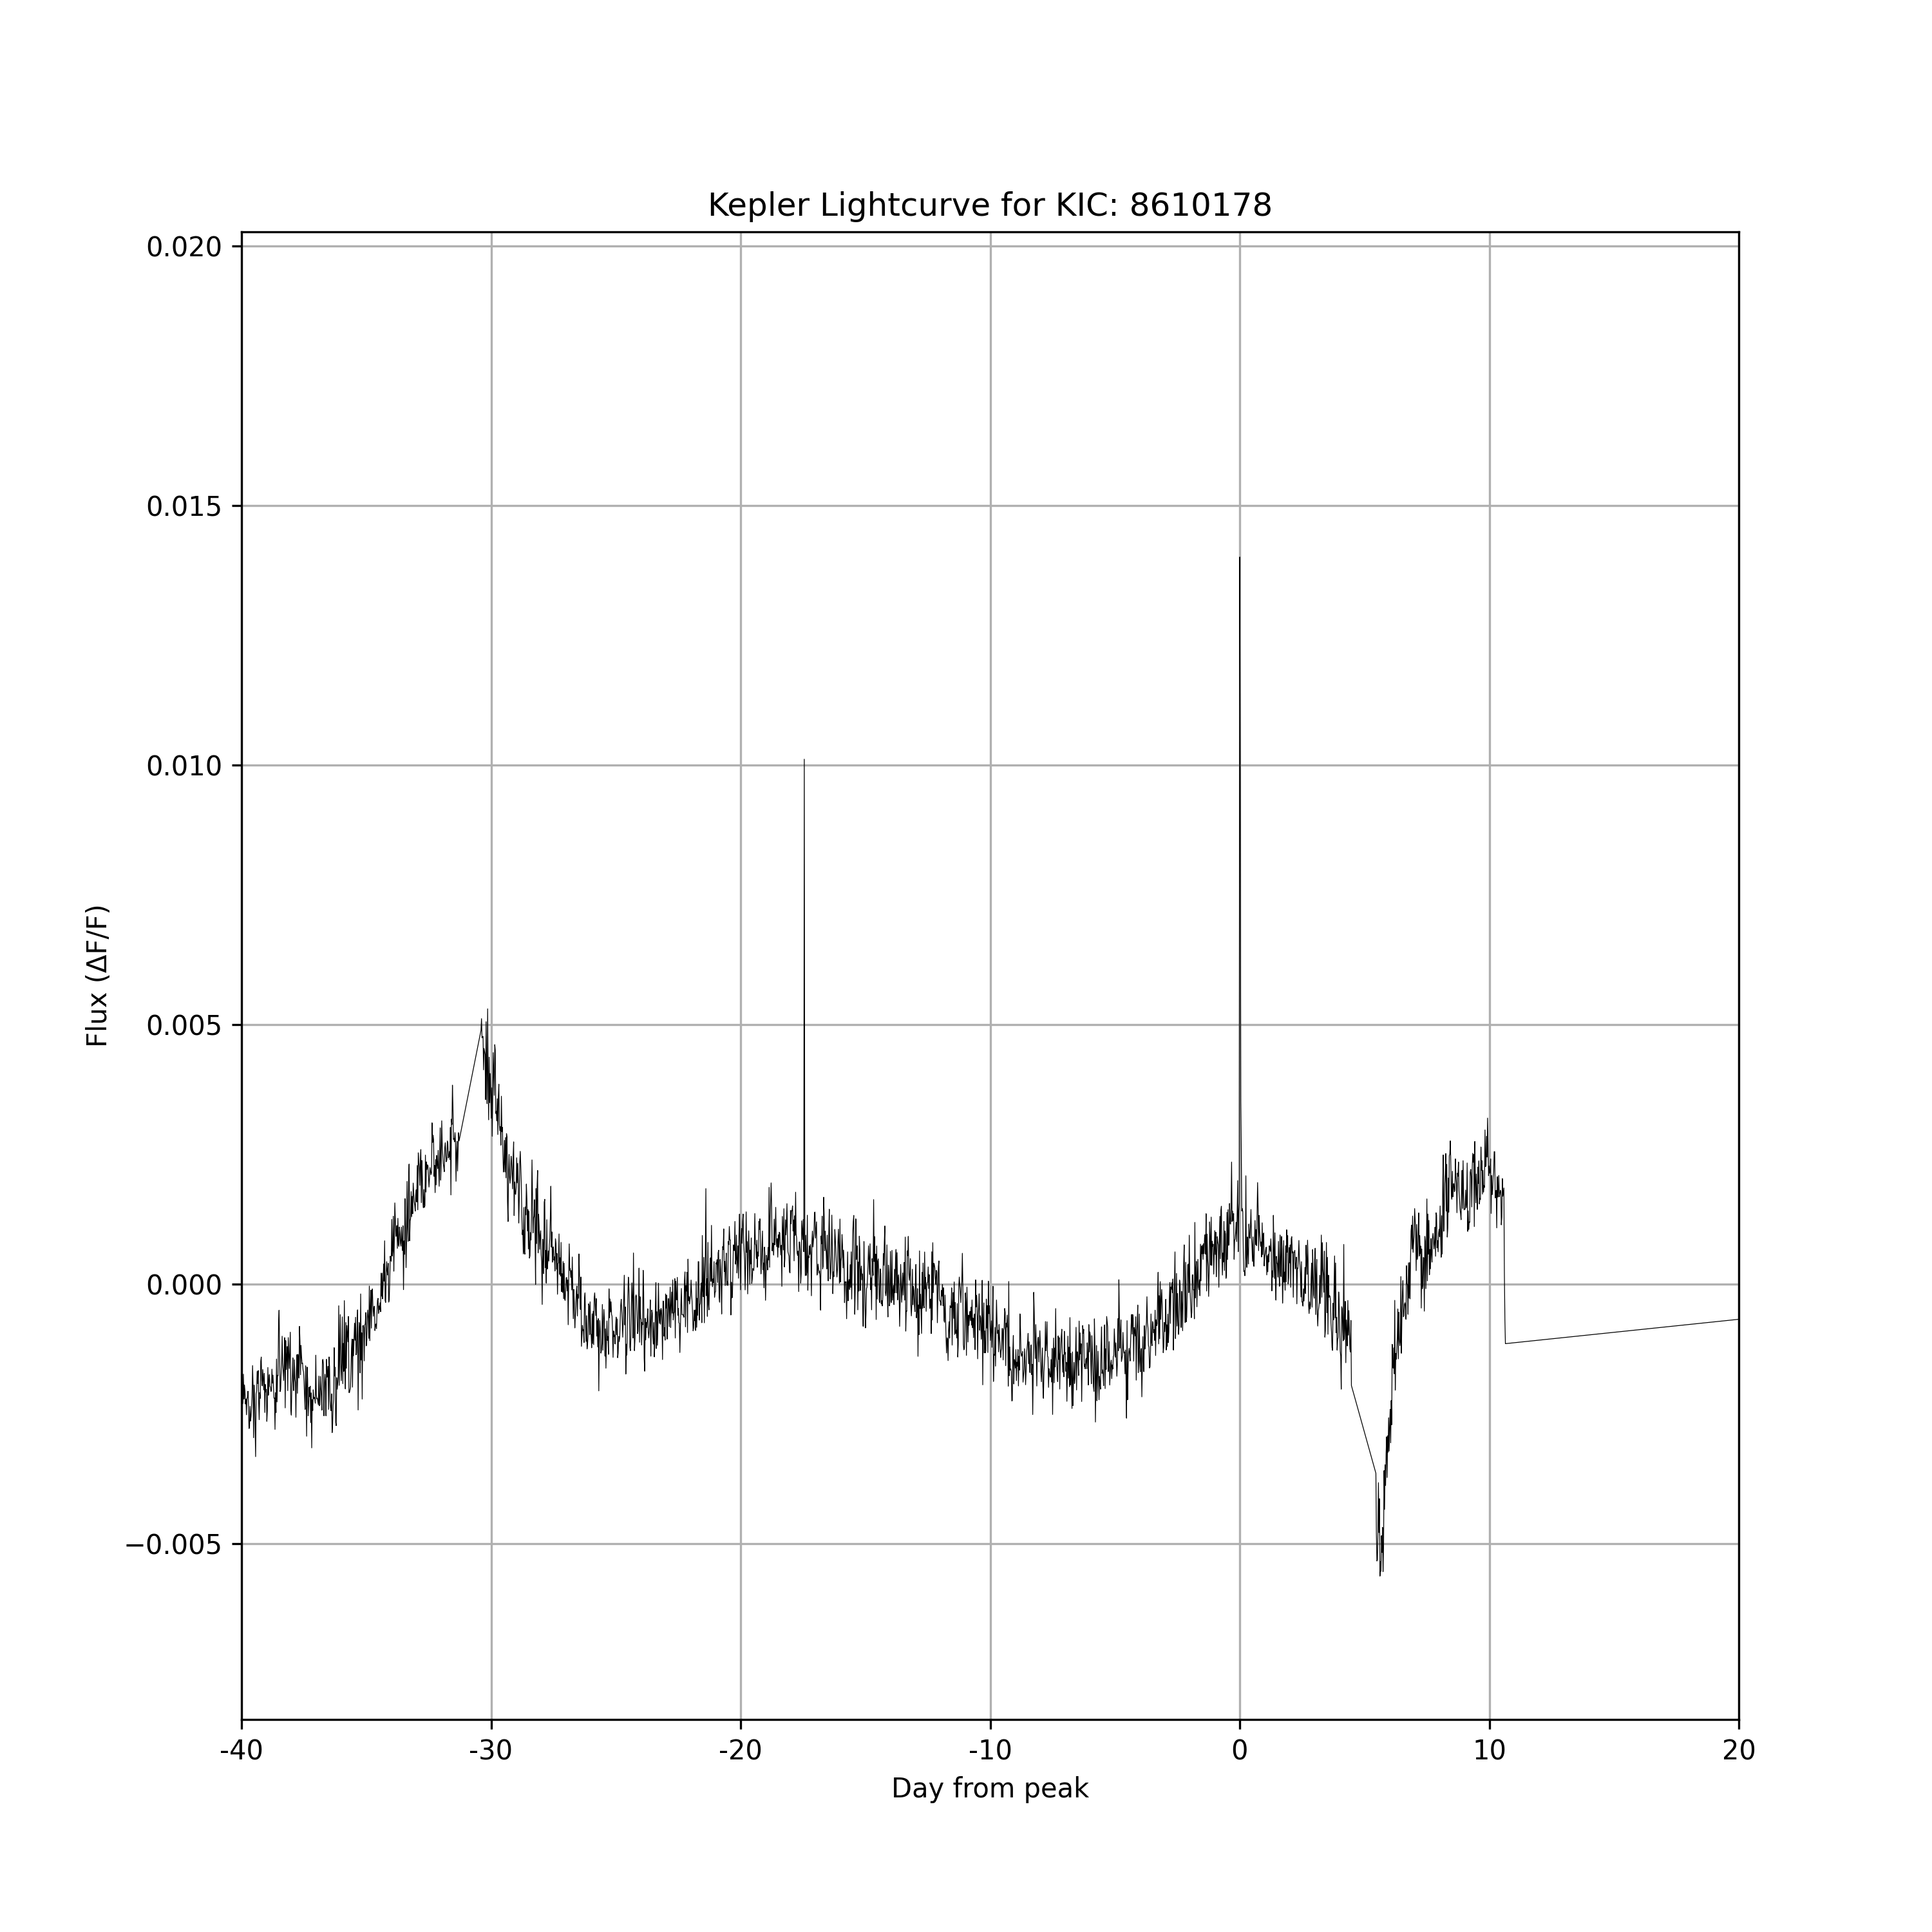 Kepler Lightcurve for KIC: 8610178
0.020
0.015
0.010
0.005
0.000
−0.005
Flux (ΔF/F)
-40 -30 -20 -10 0 10 20
Day from peak